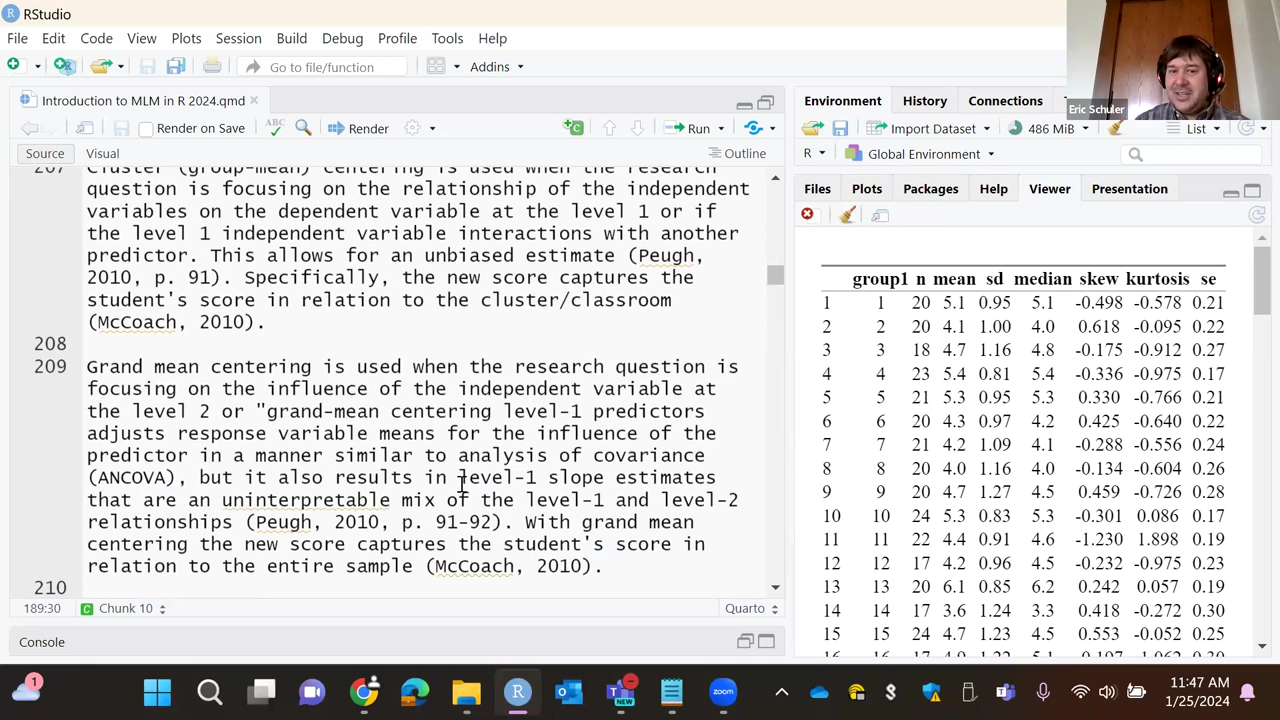 RStudio
File Edit Code View Plots Session Build Debug Profile Tools Help
Go to file/function
Addins
Eric Schuler
Introduction to MLM in R 2024.qmd
Render on Save
ABC
Render
Run
Source
Visual
Outline
207
Cluster (group-mean) centering is used when the research
question is focusing on the relationship of the independent
variables on the dependent variable at the level 1 or if
the level 1 independent variable interactions with another
predictor. This allows for an unbiased estimate (Peugh,
2010, p. 91). Specifically, the new score captures the
student's score in relation to the cluster/classroom
(McCoach, 2010).
208
209
Grand mean centering is used when the research question is
focusing on the influence of the independent variable at
the level 2 or "grand-mean centering level-1 predictors
adjusts response variable means for the influence of the
predictor in a manner similar to analysis of covariance
(ANCOVA), but it also results in level-1 slope estimates
that are an uninterpretable mix of the level-1 and level-2
relationships (Peugh, 2010, p. 91-92). With grand mean
centering the new score captures the student's score in
relation to the entire sample (McCoach, 2010).
210
189:30
Chunk 10
Quarto
Console
Environment History Connections
Import Dataset
486 MiB
List
R
Global Environment
Files Plots Packages Help Viewer Presentation
group1 n mean sd median skew kurtosis se
1 1 20 5.1 0.95 5.1 -0.498 -0.578 0.21
2 2 20 4.1 1.00 4.0 0.618 -0.095 0.22
3 3 18 4.7 1.16 4.8 -0.175 -0.912 0.27
4 4 23 5.4 0.81 5.4 -0.336 -0.975 0.17
5 5 21 5.3 0.95 5.3 0.330 -0.766 0.21
6 6 20 4.3 0.97 4.2 0.425 -0.640 0.22
7 7 21 4.2 1.09 4.1 -0.288 -0.556 0.24
8 8 20 4.0 1.16 4.0 -0.134 -0.604 0.26
9 9 20 4.7 1.27 4.5 0.459 -0.726 0.28
10 10 24 5.3 0.83 5.3 -0.301 0.086 0.17
11 11 22 4.4 0.91 4.6 -1.230 1.898 0.19
12 12 17 4.2 0.96 4.5 -0.232 -0.975 0.23
13 13 20 6.1 0.85 6.2 0.242 0.057 0.19
14 14 17 3.6 1.24 3.3 0.418 -0.272 0.30
15 15 24 4.7 1.23 4.5 0.553 -0.052 0.25
1
NEW
zoom
11:47 AM
1/25/2024